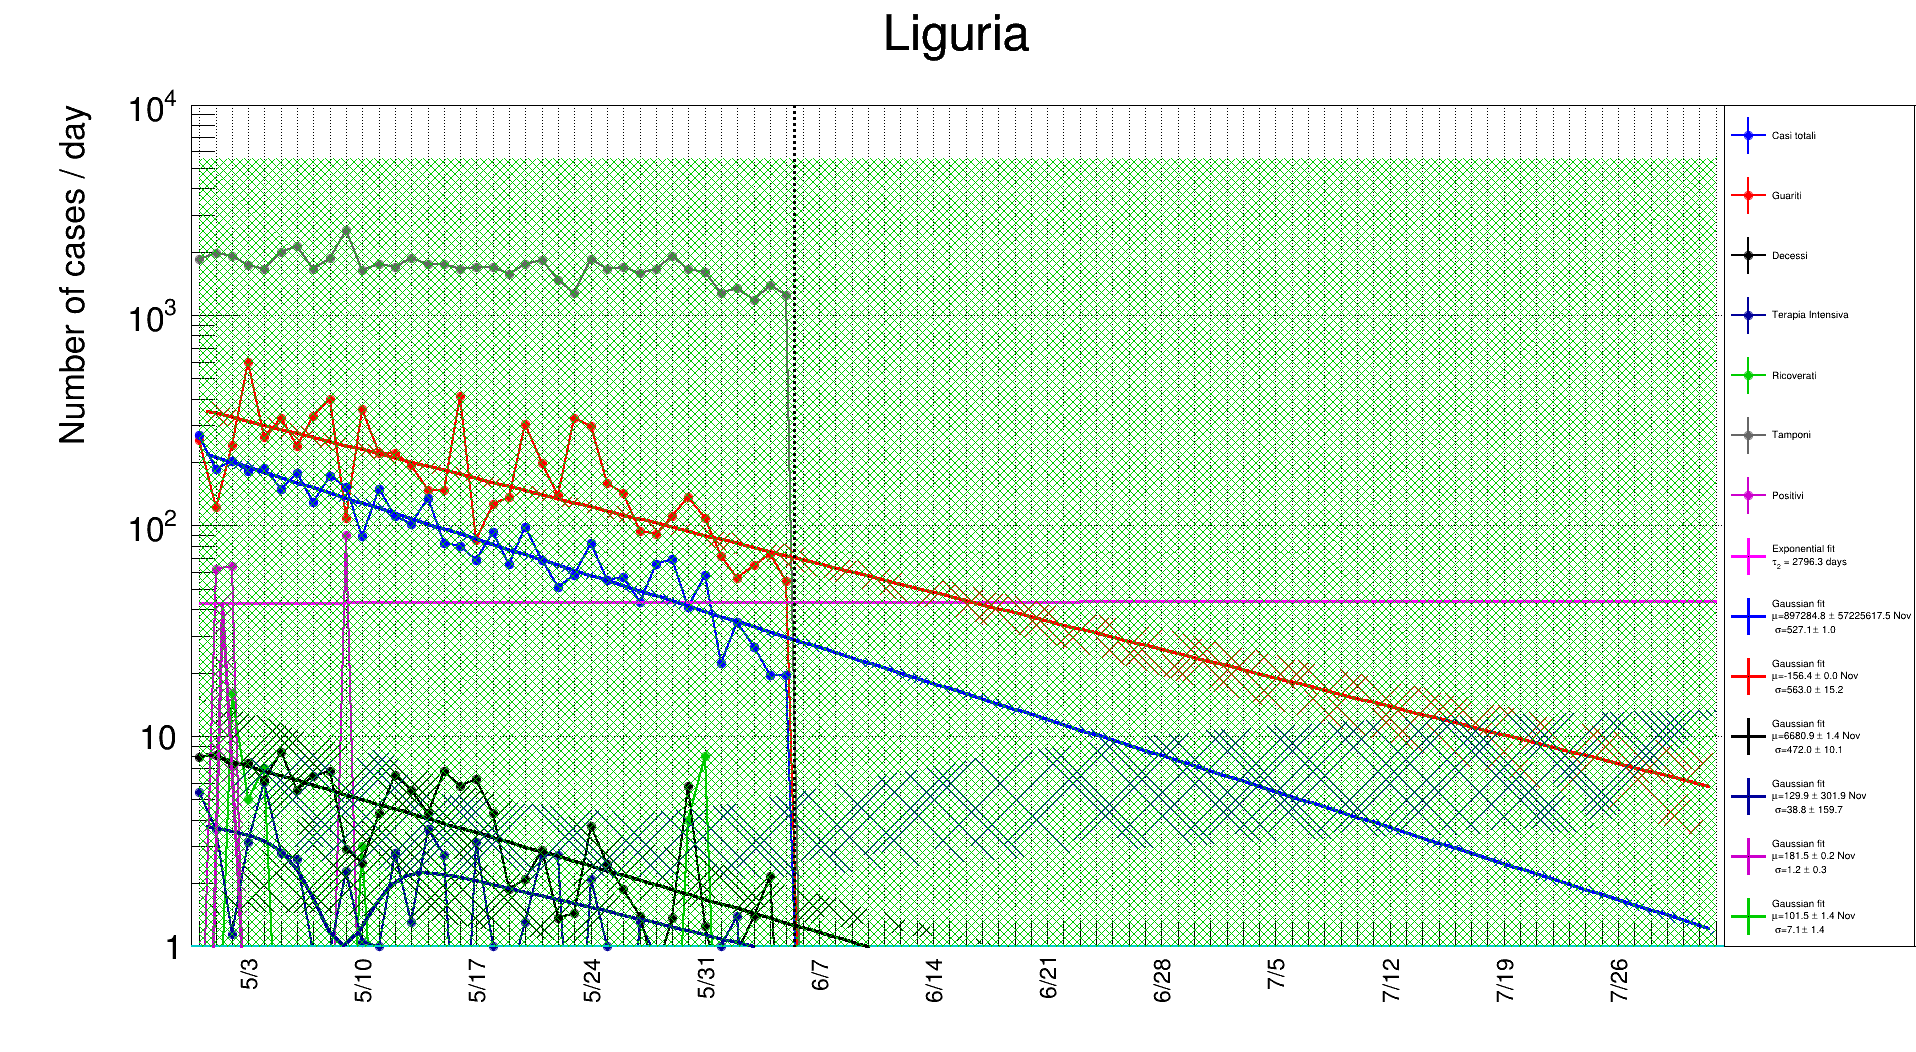 Liguria
Number of cases / day
10^4
10^3
10^2
10
1
5/3
5/10
5/17
5/24
5/31
6/7
6/14
6/21
6/28
7/5
7/12
7/19
7/26
Casi totali
Guariti
Decessi
Terapia Intensiva
Ricoverati
Tamponi
Positivi
Exponential fit
τ₂ = 2796.3 days
Gaussian fit
μ=897284.8 ± 57225617.5 Nov
σ=527.1± 1.0
Gaussian fit
μ=-156.4 ± 0.0 Nov
σ=563.0 ± 15.2
Gaussian fit
μ=6680.9 ± 1.4 Nov
σ=472.0 ± 10.1
Gaussian fit
μ=129.9 ± 301.9 Nov
σ=38.8 ± 159.7
Gaussian fit
μ=181.5 ± 0.2 Nov
σ=1.2 ± 0.3
Gaussian fit
μ=101.5 ± 1.4 Nov
σ=7.1± 1.4